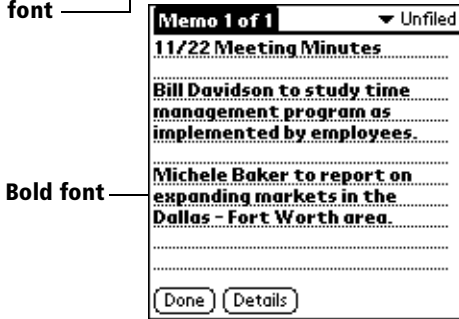 font
Memo 1 of 1 Unfiled
11/22 Meeting Minutes
Bill Davidson to study time
management program as
implemented by employees.
Michele Baker to report on
Bold font
expanding markets in the
Dallas - Fort Worth area.
Done Details